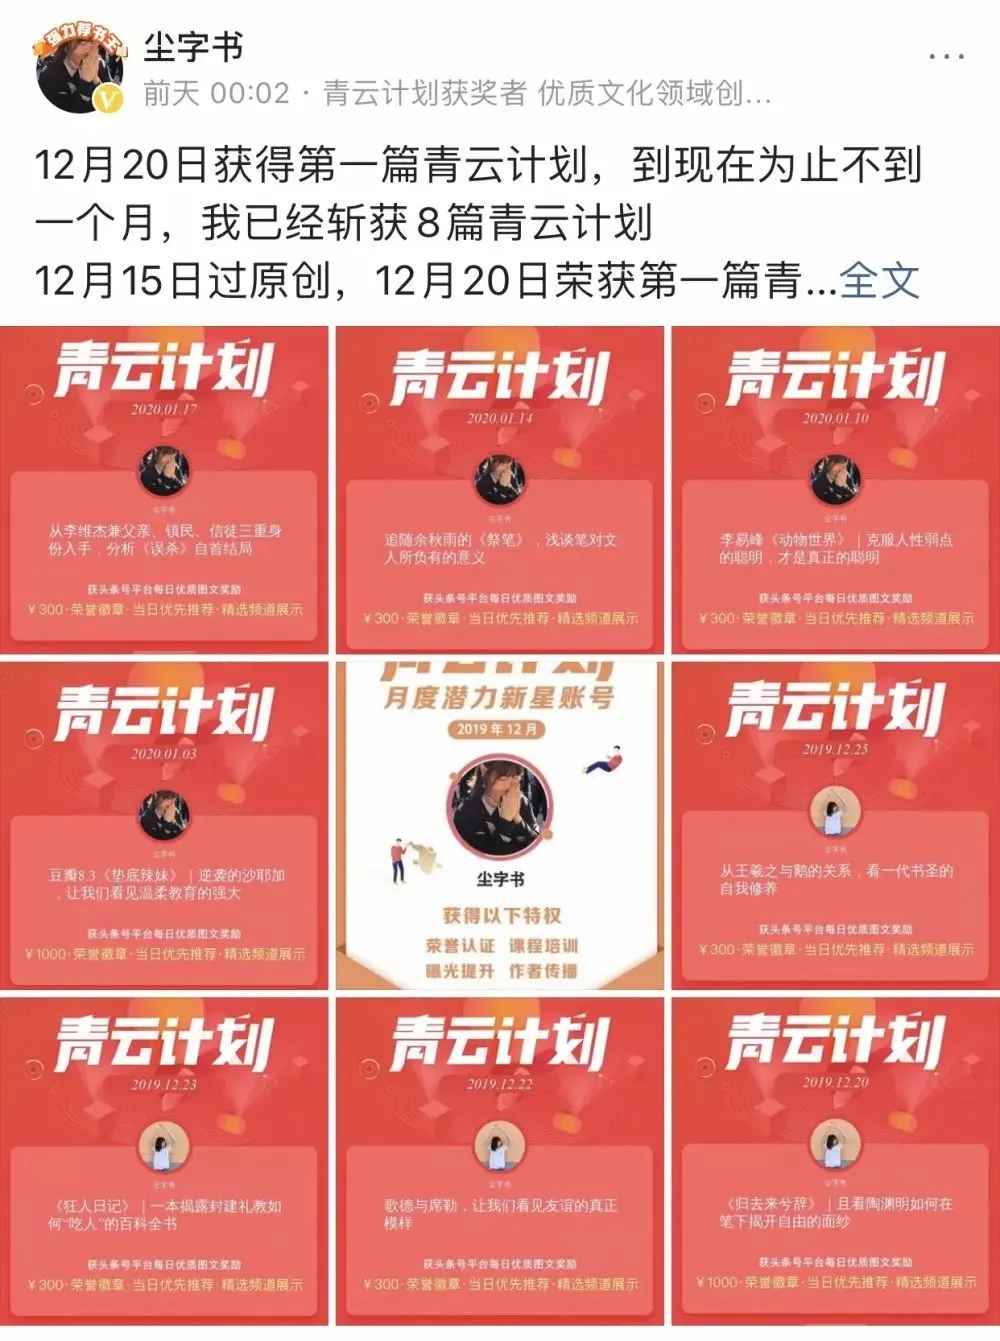 强力荐书王
尘字书
前天 00:02 · 青云计划获奖者 优质文化领域创...
12月20日获得第一篇青云计划，到现在为止不到
一个月，我已经斩获8篇青云计划
12月15日过原创，12月20日荣获第一篇青...全文
青云计划
2020.01.17
尘字书
从李维杰兼父亲、镇民、信徒三重身
份入手，分析《误杀》自首结局
获头条号平台每日优质图文奖励
￥300·荣誉徽章·当日优先推荐·精选频道展示
青云计划
2020.01.14
尘字书
追随余秋雨的《祭笔》，浅谈笔对文
人所负有的意义
获头条号平台每日优质图文奖励
￥300·荣誉徽章·当日优先推荐·精选频道展示
青云计划
2020.01.10
尘字书
李易峰《动物世界》｜克服人性弱点
的聪明，才是真正的聪明
获头条号平台每日优质图文奖励
￥300·荣誉徽章·当日优先推荐·精选频道展示
青云计划
2020.01.03
尘字书
豆瓣8.3《垫底辣妹》｜逆袭的沙耶加
，让我们看见温柔教育的强大
获头条号平台每日优质图文奖励
￥1000·荣誉徽章·当日优先推荐·精选频道展示
青云计划
月度潜力新星账号
2019年12月
尘字书
获得以下特权
荣誉认证 课程培训
曝光提升 作者传播
青云计划
2019.12.25
尘字书
从王羲之与鹅的关系，看一代书圣的
自我修养
获头条号平台每日优质图文奖励
￥300·荣誉徽章·当日优先推荐·精选频道展示
青云计划
2019.12.23
尘字书
《狂人日记》｜一本揭露封建礼教如
何“吃人”的百科全书
获头条号平台每日优质图文奖励
￥300·荣誉徽章·当日优先推荐·精选频道展示
青云计划
2019.12.22
尘字书
歌德与席勒，让我们看见友谊的真正
模样
获头条号平台每日优质图文奖励
￥300·荣誉徽章·当日优先推荐·精选频道展示
青云计划
2019.12.20
尘字书
《归去来兮辞》｜且看陶渊明如何在
笔下揭开自由的面纱
获头条号平台每日优质图文奖励
￥1000·荣誉徽章·当日优先推荐·精选频道展示